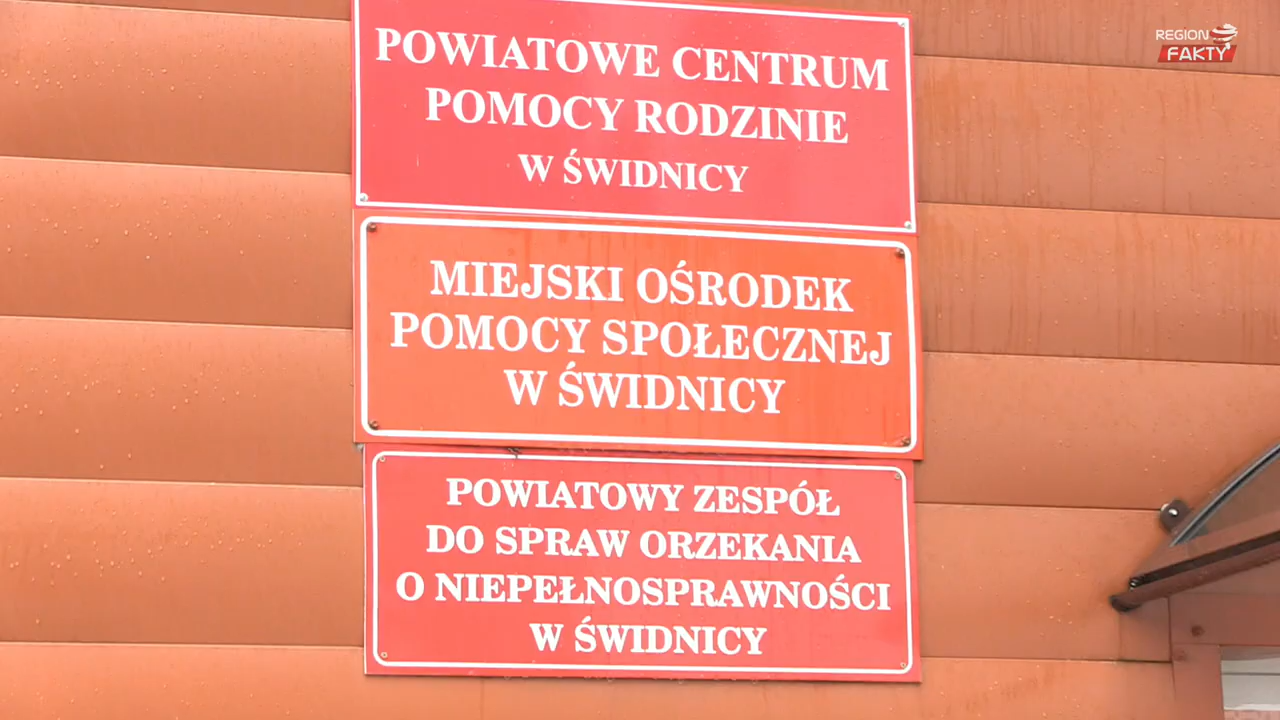 REGION
FAKTY
POWIATOWE CENTRUM
POMOCY RODZINIE
W ŚWIDNICY
MIEJSKI OŚRODEK
POMOCY SPOŁECZNEJ
W ŚWIDNICY
POWIATOWY ZESPÓŁ
DO SPRAW ORZEKANIA
O NIEPEŁNOSPRAWNOŚCI
W ŚWIDNICY